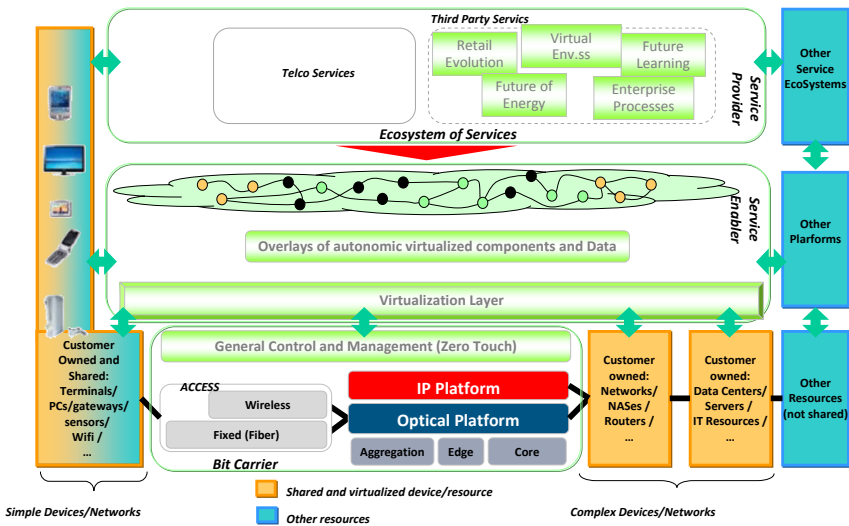 Third Party Servics
Telco Services
Retail
Evolution
Virtual
Env.ss
Future
Learning
Future of
Energy
Enterprise
Processes
Service
Provider
Ecosystem of Services
Other
Service
EcoSystems
Service
Enabler
Overlays of autonomic virtualized components and Data
Other
Plarforms
Virtualization Layer
Customer
Owned and
Shared:
Terminals/
PCs/gateways/
sensors/
Wifi /
…
General Control and Management (Zero Touch)
ACCESS
Wireless
Fixed (Fiber)
IP Platform
Optical Platform
Aggregation
Edge
Core
Bit Carrier
Customer
owned:
Networks/
NASes /
Routers /
…
Customer
owned:
Data Centers/
Servers /
IT Resources /
…
Other
Resources
(not shared)
Simple Devices/Networks
Shared and virtualized device/resource
Other resources
Complex Devices/Networks